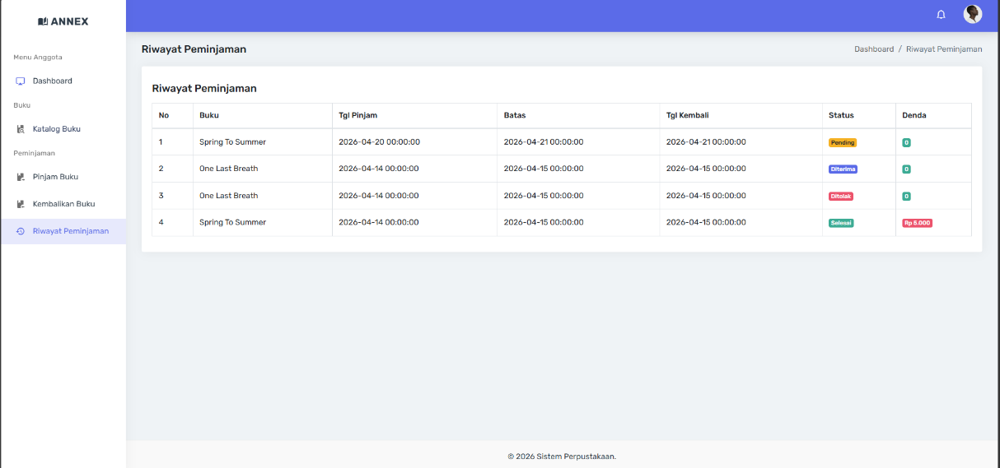 ANNEX
Menu Anggota
Dashboard
Buku
Katalog Buku
Peminjaman
Pinjam Buku
Kembalikan Buku
Riwayat Peminjaman
Riwayat Peminjaman
Dashboard / Riwayat Peminjaman
Riwayat Peminjaman
No Buku Tgl Pinjam Batas Tgl Kembali Status Denda
1 Spring To Summer 2026-04-20 00:00:00 2026-04-21 00:00:00 2026-04-21 00:00:00 Pending 0
2 One Last Breath 2026-04-14 00:00:00 2026-04-15 00:00:00 2026-04-15 00:00:00 Diterima 0
3 One Last Breath 2026-04-14 00:00:00 2026-04-15 00:00:00 2026-04-15 00:00:00 Ditolak 0
4 Spring To Summer 2026-04-14 00:00:00 2026-04-15 00:00:00 2026-04-15 00:00:00 Selesai Rp 5.000
© 2026 Sistem Perpustakaan.